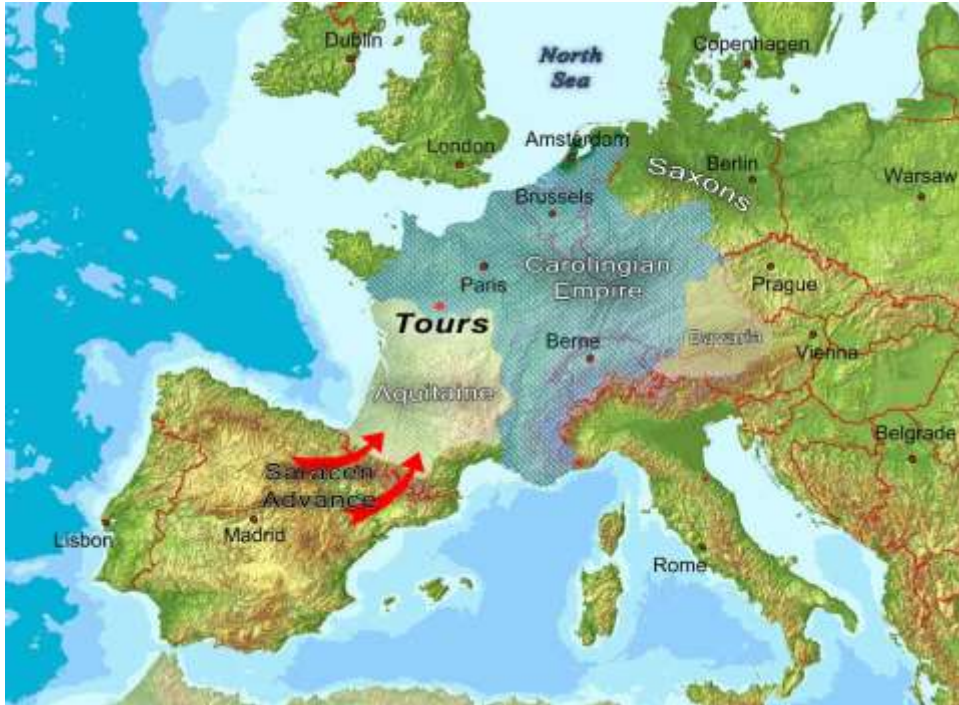 Dublin
North
Sea
Copenhagen
London
Amsterdam
Saxons
Berlin
Warsaw
Brussels
Carolingian
Empire
Paris
Prague
Tours
Berne
Bavaria
Vienna
Aquitaine
Belgrade
Saracen
Advance
Lisbon
Madrid
Rome